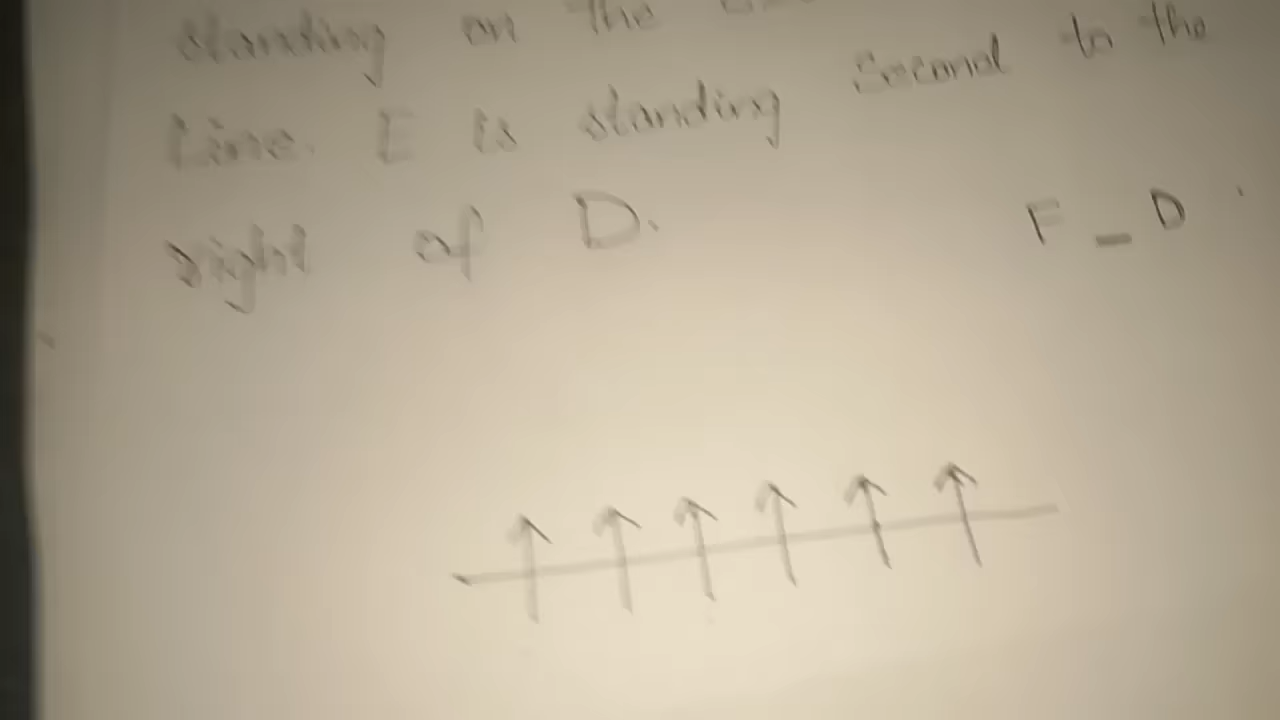 standing on the
Line. E is standing second to the
right of D.
F _ D